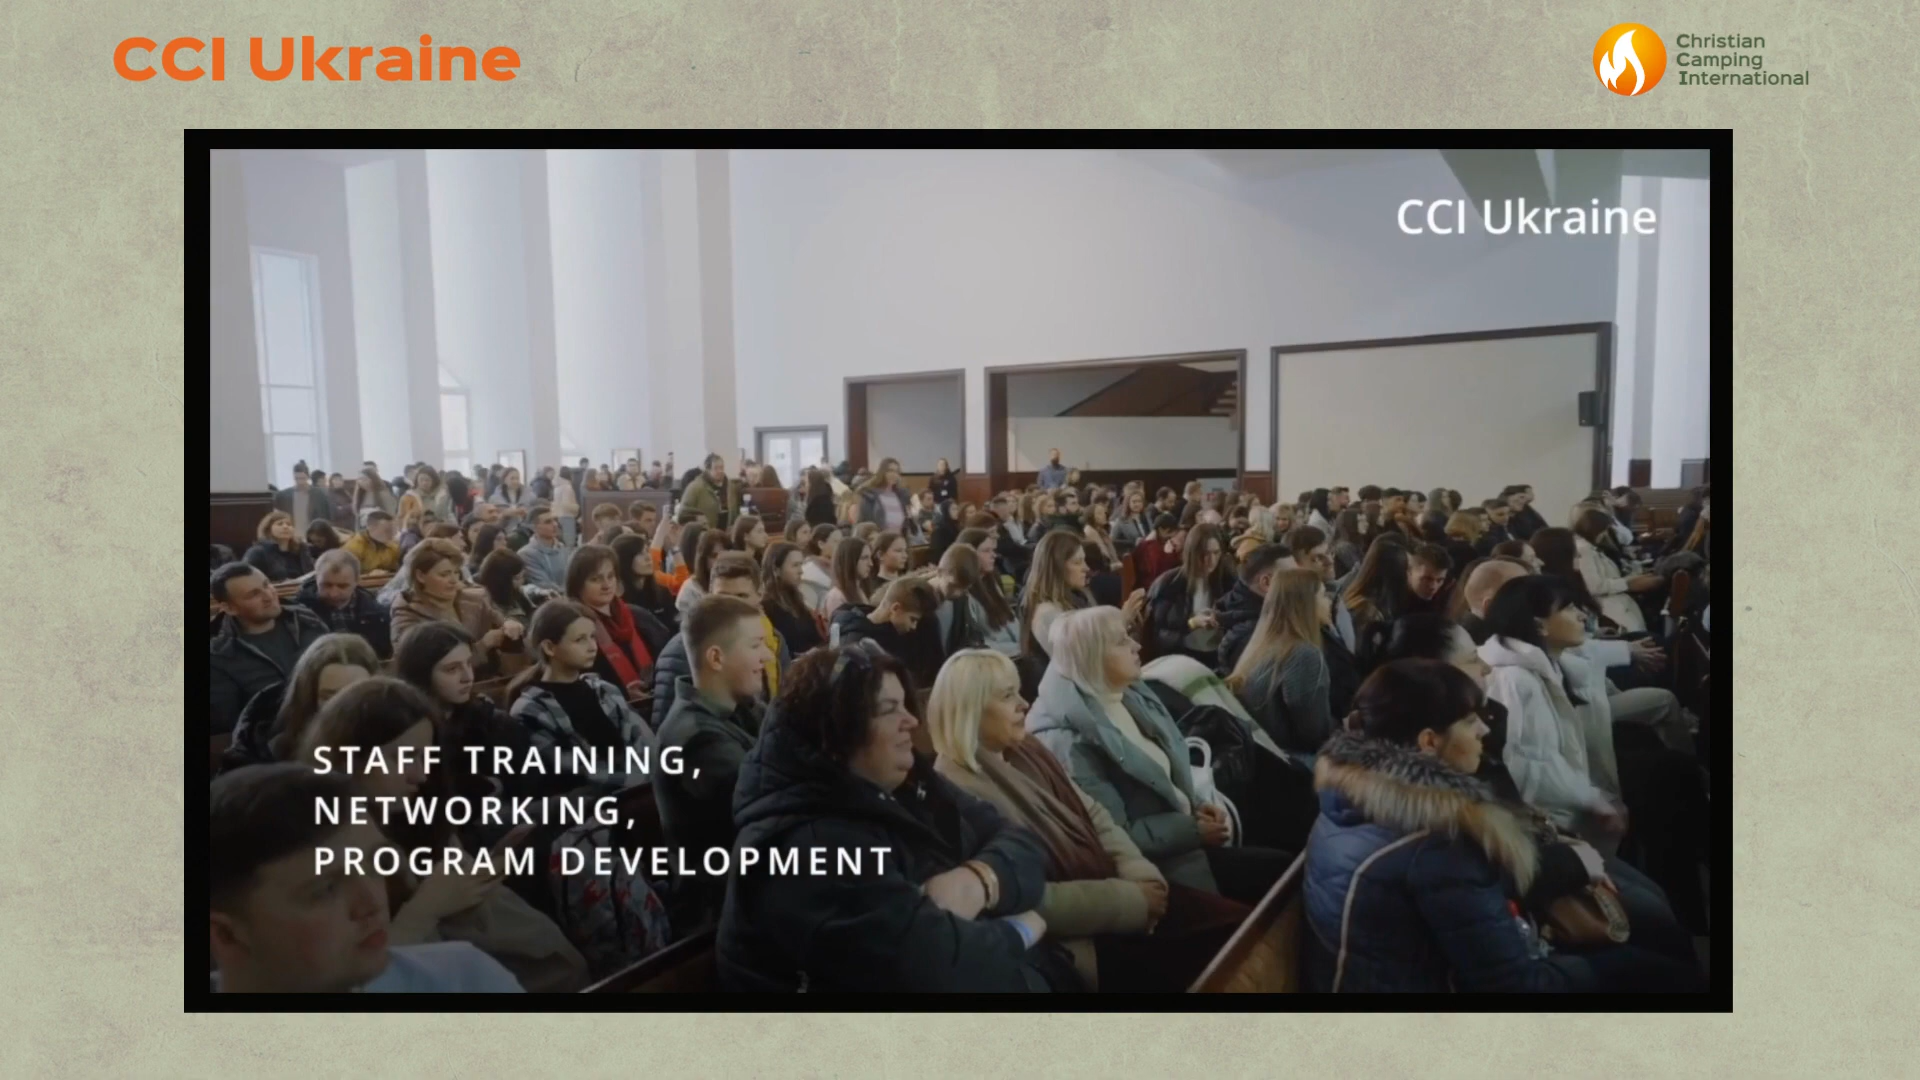 CCI Ukraine
Christian
Camping
International
CCI Ukraine
STAFF TRAINING,
NETWORKING,
PROGRAM DEVELOPMENT